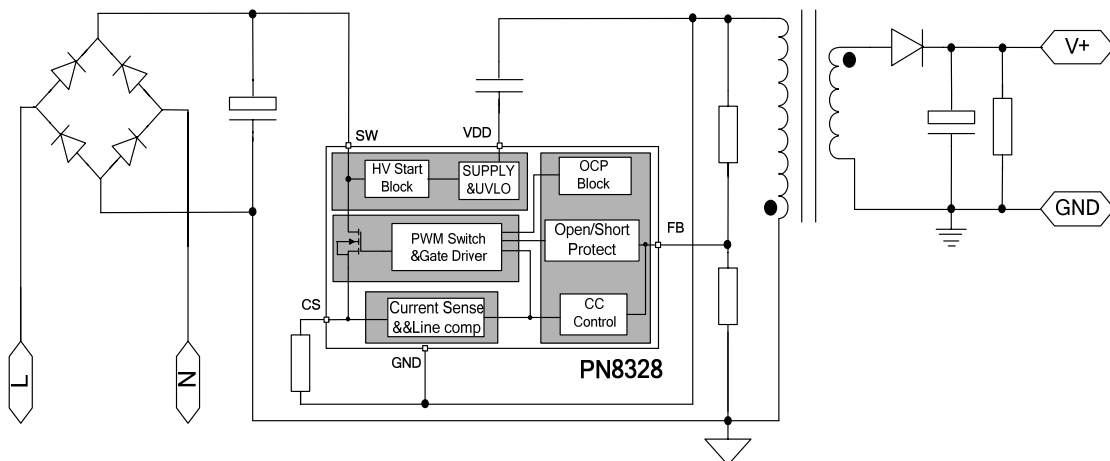 V+
SW
VDD
HV Start
Block
SUPPLY
&UVLO
OCP
Block
GND
FB
PWM Switch
&Gate Driver
Open/Short
Protect
CS
Current Sense
&&Line comp
CC
Control
GND
PN8328
L
N